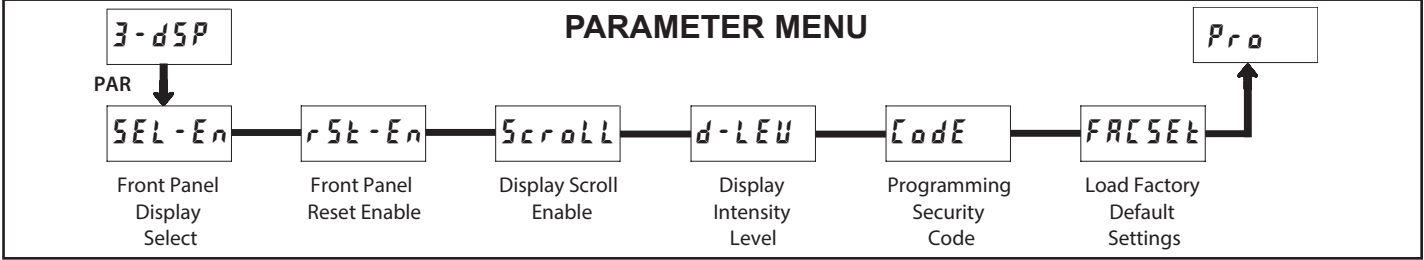 PARAMETER MENU
3-dSP
Pro
PAR
SEL-En
rSt-En
ScroLL
d-LEV
CodE
FACSEt
Front Panel
Display
Select
Front Panel
Reset Enable
Display Scroll
Enable
Display
Intensity
Level
Programming
Security
Code
Load Factory
Default
Settings